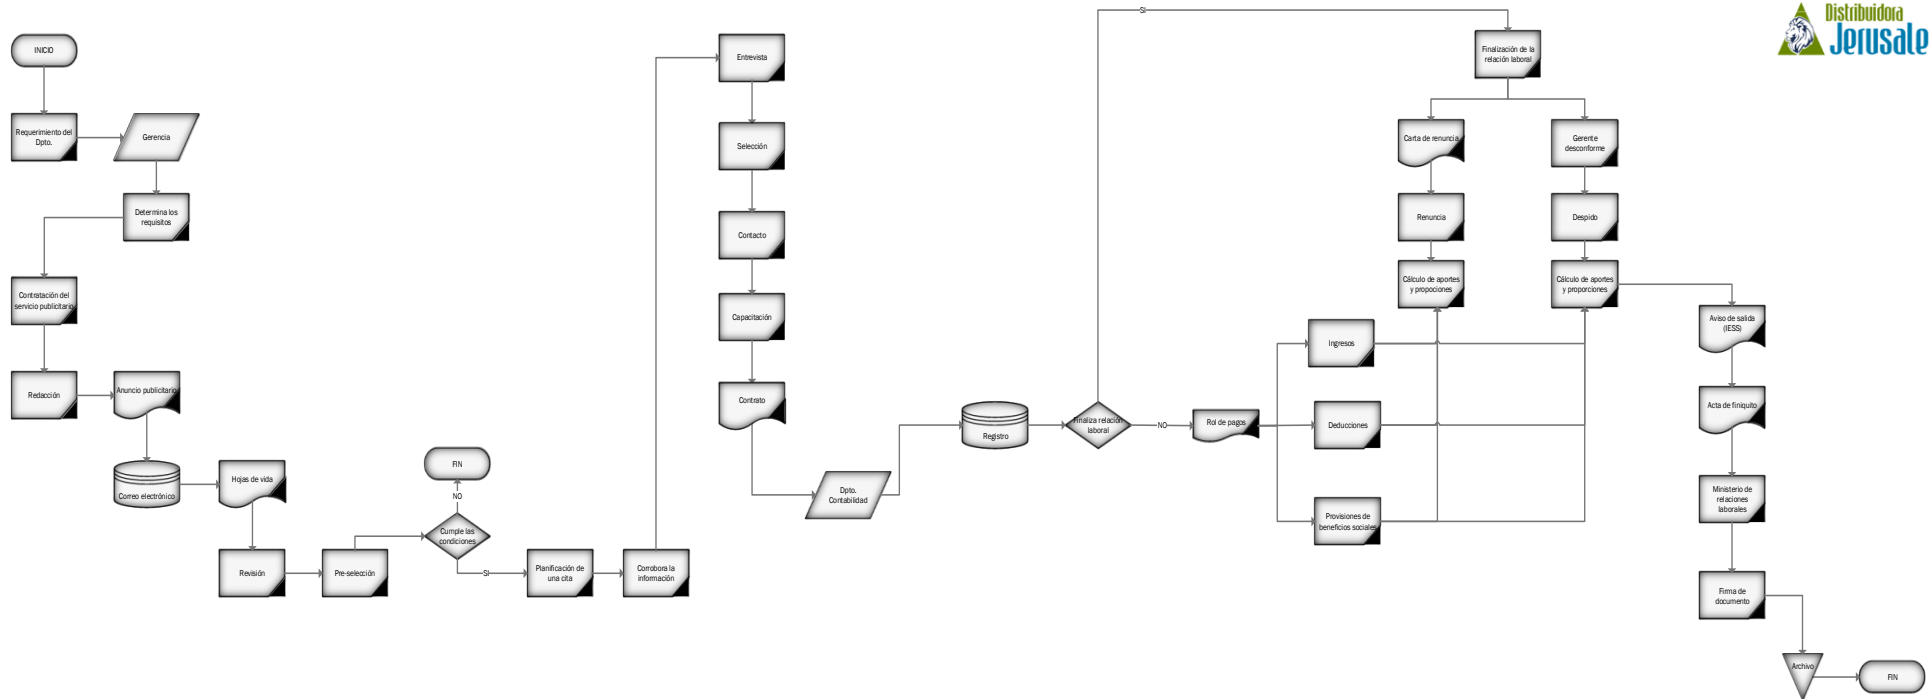 Distribuidora
Jerusale
INICIO
Requerimiento del
Dpto.
Gerencia
Determina los
requisitos
Contratación del
servicio publicitario
Redacción
Anuncio publicitario
Correo electrónico
Hojas de vida
Revisión
Pre-selección
Cumple las
condiciones
NO
FIN
SI
Planificación de
una cita
Corrobora la
información
Entrevista
Selección
Contacto
Capacitación
Contrato
Dpto.
Contabilidad
Registro
Finaliza relación
laboral
SI
NO
Rol de pagos
Ingresos
Deducciones
Provisiones de
beneficios sociales
Finalización de la
relación laboral
Carta de renuncia
Renuncia
Cálculo de aportes
y propociones
Gerente
desconforme
Despido
Cálculo de aportes
y proporciones
Aviso de salida
(IESS)
Acta de finiquito
Ministerio de
relaciones
laborales
Firma de
documento
Archivo
FIN